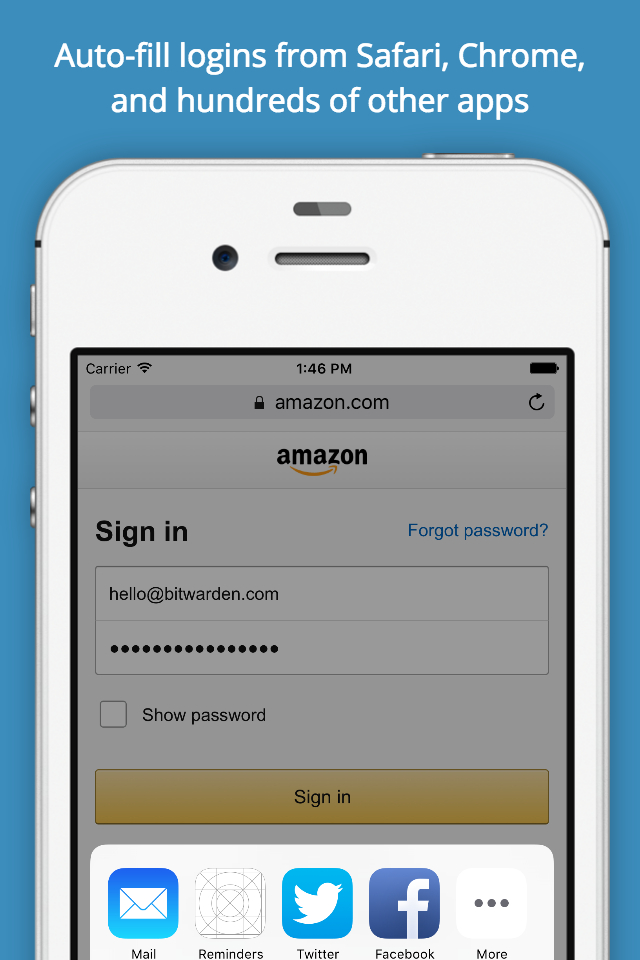 Auto-fill logins from Safari, Chrome,
and hundreds of other apps
Carrier 1:46 PM
amazon.com
amazon
Sign in Forgot password?
hello@bitwarden.com
••••••••••••••••
Show password
Sign in
Mail Reminders Twitter Facebook More